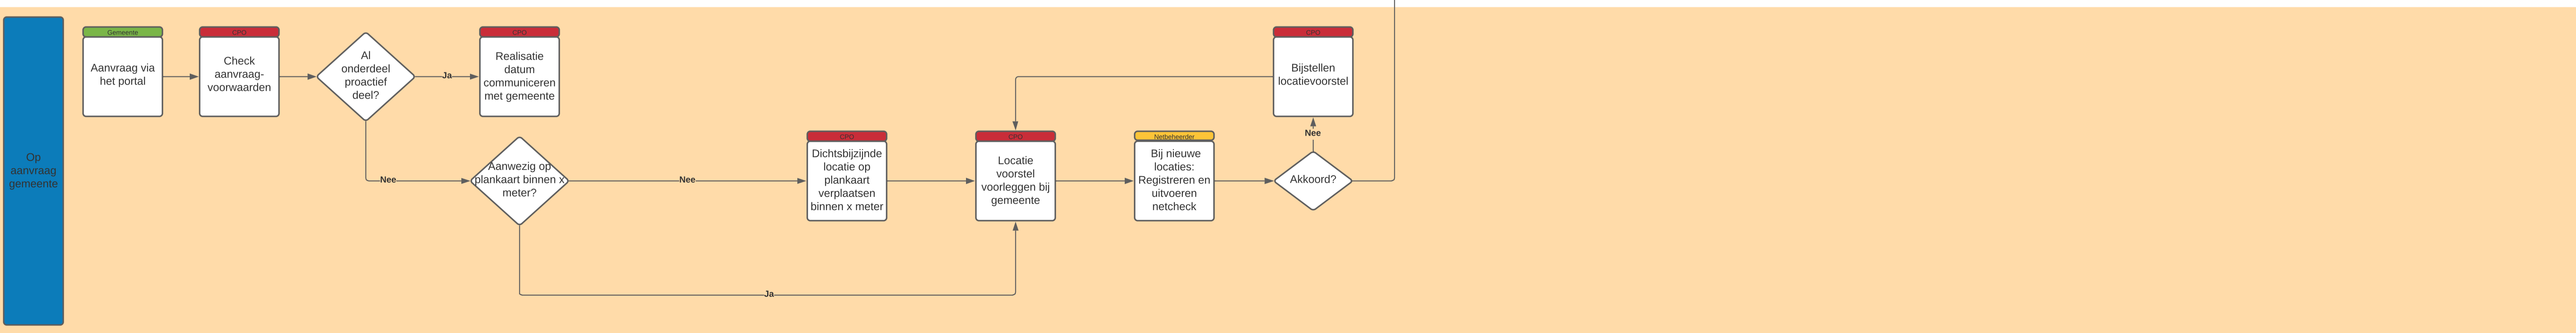 Op
aanvraag
gemeente
Gemeente
Aanvraag via
het portal
CPO
Check
aanvraag-
voorwaarden
Al
onderdeel
proactief
deel?
Ja
CPO
Realisatie
datum
communiceren
met gemeente
Nee
Aanwezig op
plankaart binnen x
meter?
Nee
CPO
Dichtsbijzijnde
locatie op
plankaart
verplaatsen
binnen x meter
Ja
CPO
Locatie
voorstel
voorleggen bij
gemeente
Netbeheerder
Bij nieuwe
locaties:
Registreren en
uitvoeren
netcheck
Akkoord?
Nee
CPO
Bijstellen
locatievoorstel